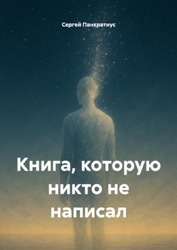 Сергей Панкратиус
Книга, которую
никто не
написал